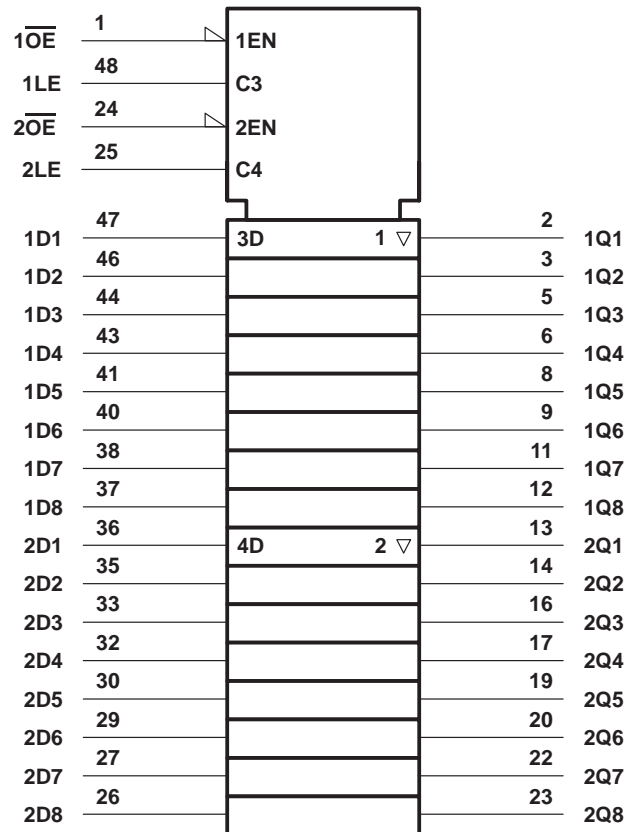 1O̅E̅ 1 1EN
1LE 48 C3
2O̅E̅ 24 2EN
2LE 25 C4
1D1 47 3D 1 ▽ 2 1Q1
1D2 46 3 1Q2
1D3 44 5 1Q3
1D4 43 6 1Q4
1D5 41 8 1Q5
1D6 40 9 1Q6
1D7 38 11 1Q7
1D8 37 12 1Q8
2D1 36 4D 2 ▽ 13 2Q1
2D2 35 14 2Q2
2D3 33 16 2Q3
2D4 32 17 2Q4
2D5 30 19 2Q5
2D6 29 20 2Q6
2D7 27 22 2Q7
2D8 26 23 2Q8